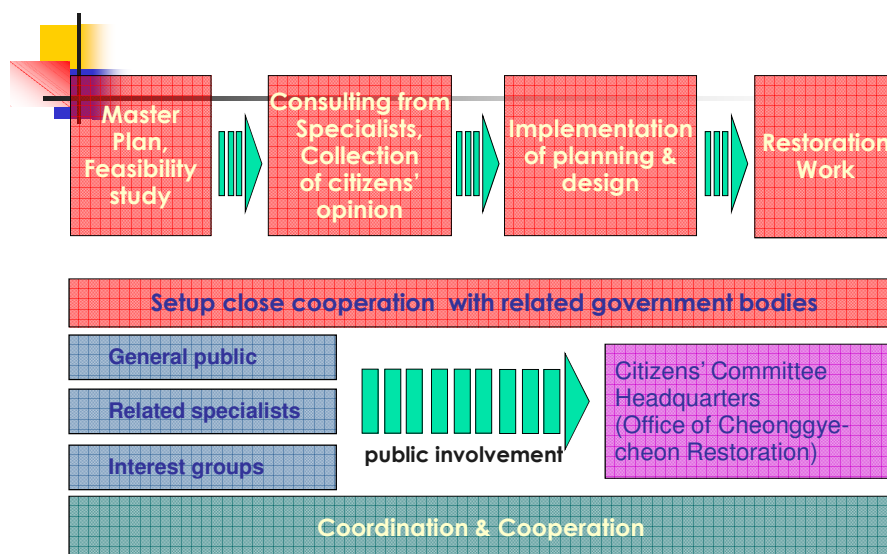 Master
Plan,
Feasibility
study
Consulting from
Specialists,
Collection
of citizens’
opinion
Implementation
of planning &
design
Restoration
Work
Setup close cooperation with related government bodies
General public
Related specialists
Interest groups
public involvement
Citizens’ Committee
Headquarters
(Office of Cheonggye-
cheon Restoration)
Coordination & Cooperation